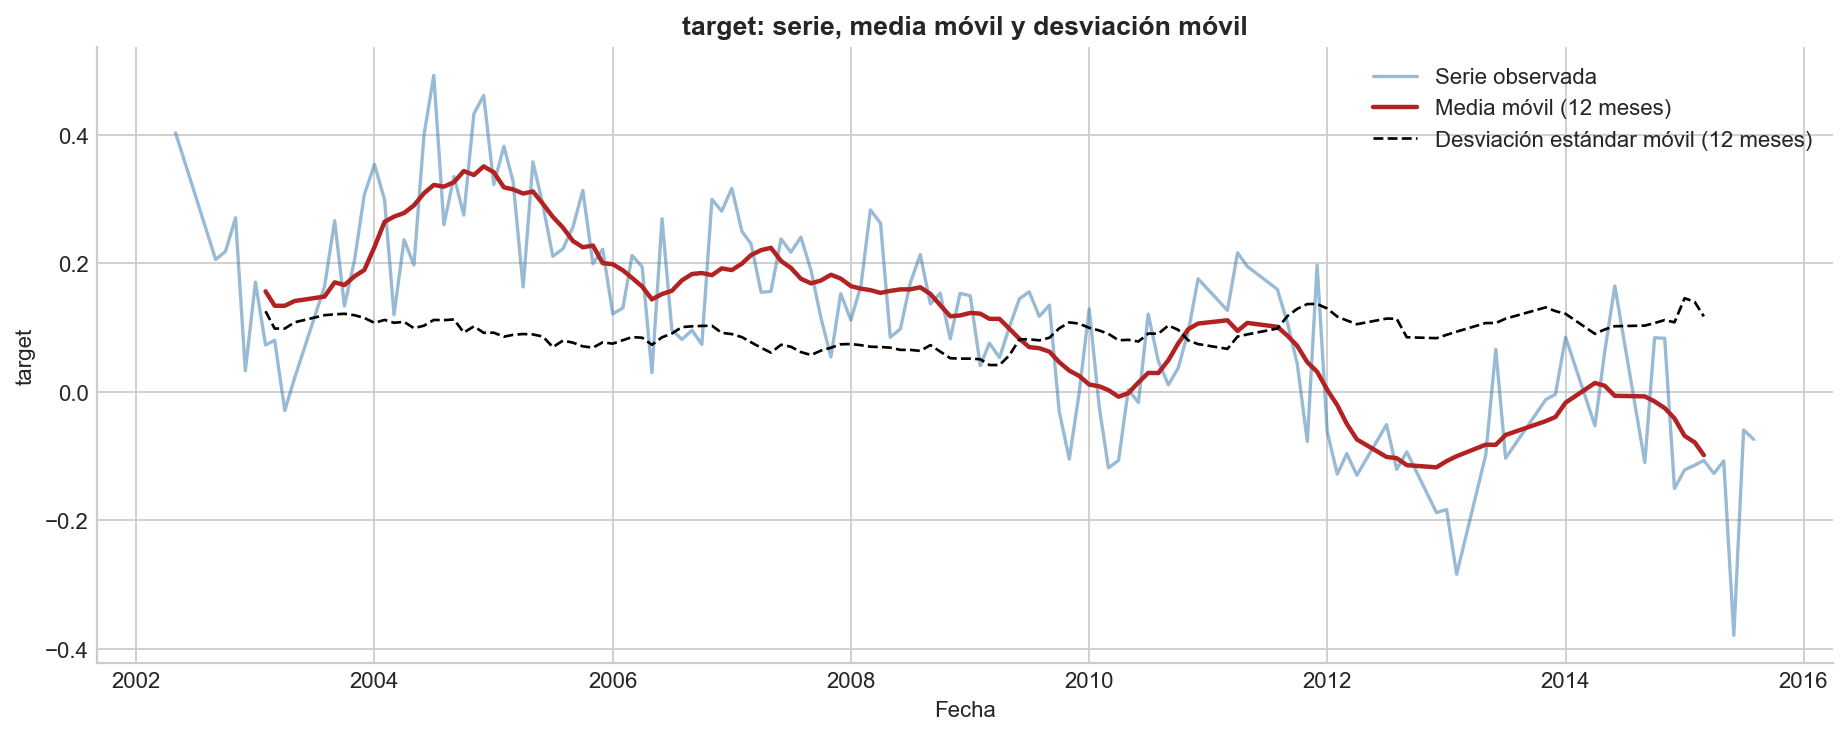 target: serie, media móvil y desviación móvil
Serie observada
Media móvil (12 meses)
Desviación estándar móvil (12 meses)
target
0.4
0.2
0.0
−0.2
−0.4
2002 2004 2006 2008 2010 2012 2014 2016
Fecha